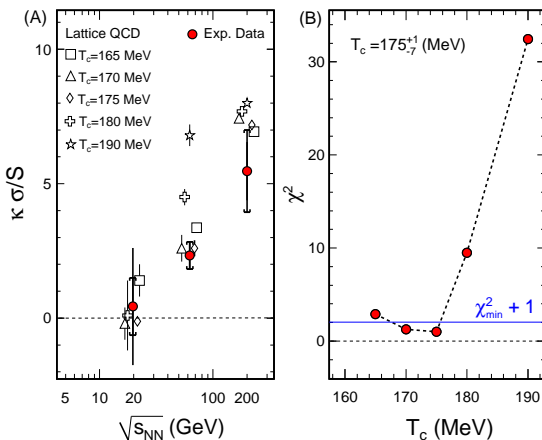 (A)
Lattice QCD
Exp. Data
T_c=165 MeV
T_c=170 MeV
T_c=175 MeV
T_c=180 MeV
T_c=190 MeV
κ σ/S
10
5
0
5 10 20 100 200
√s_NN (GeV)
(B)
T_c =175^{+1}_{-7} (MeV)
χ²
30
20
10
0
χ²_min + 1
160 170 180 190
T_c (MeV)